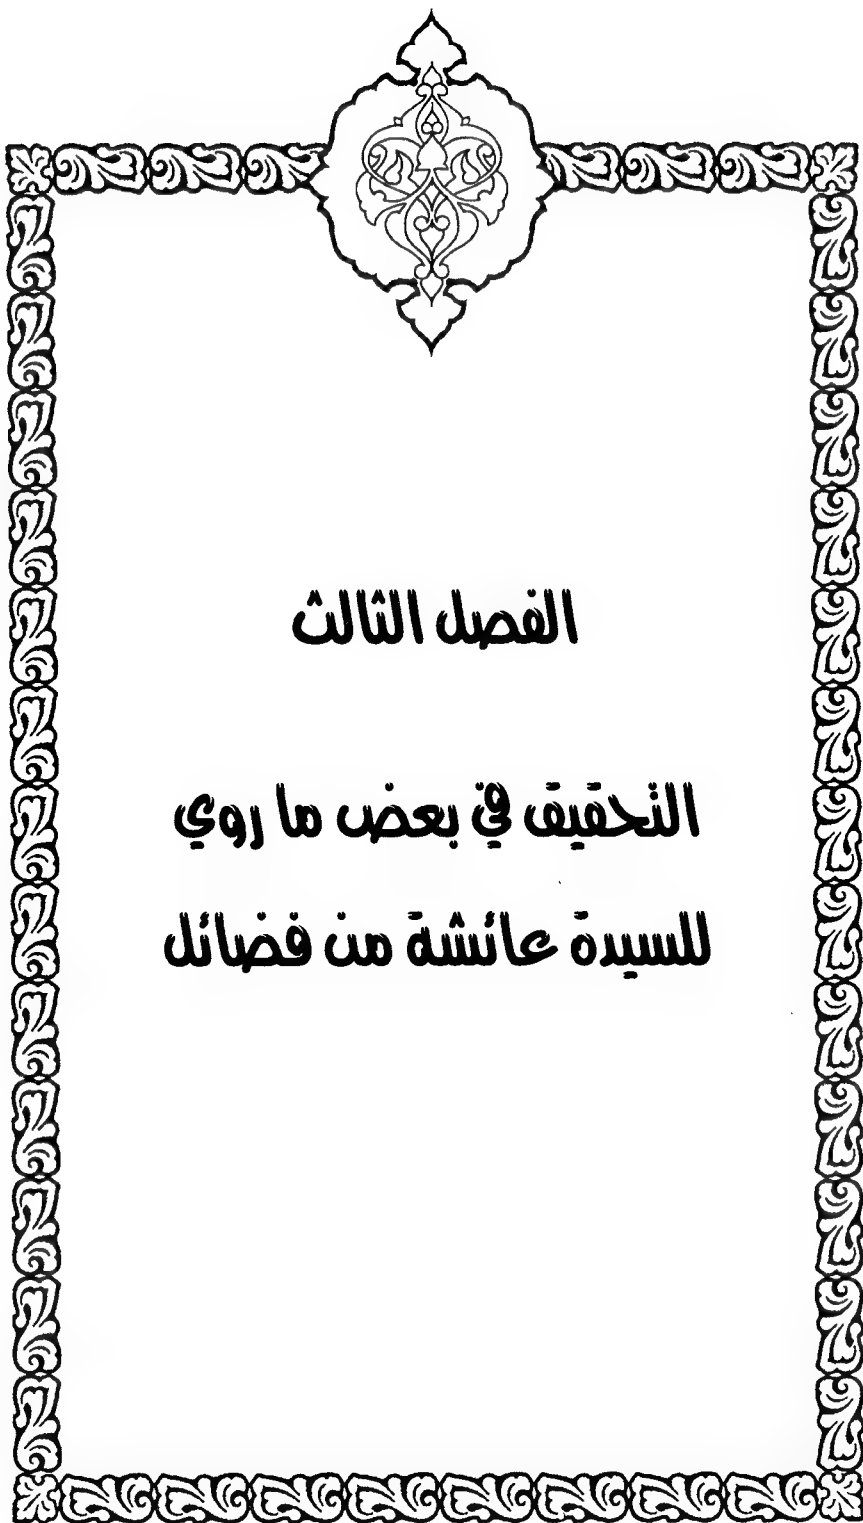 الفصل الثالث
التحقيق في بعض ما روي
للسيدة عائشة من فضائل